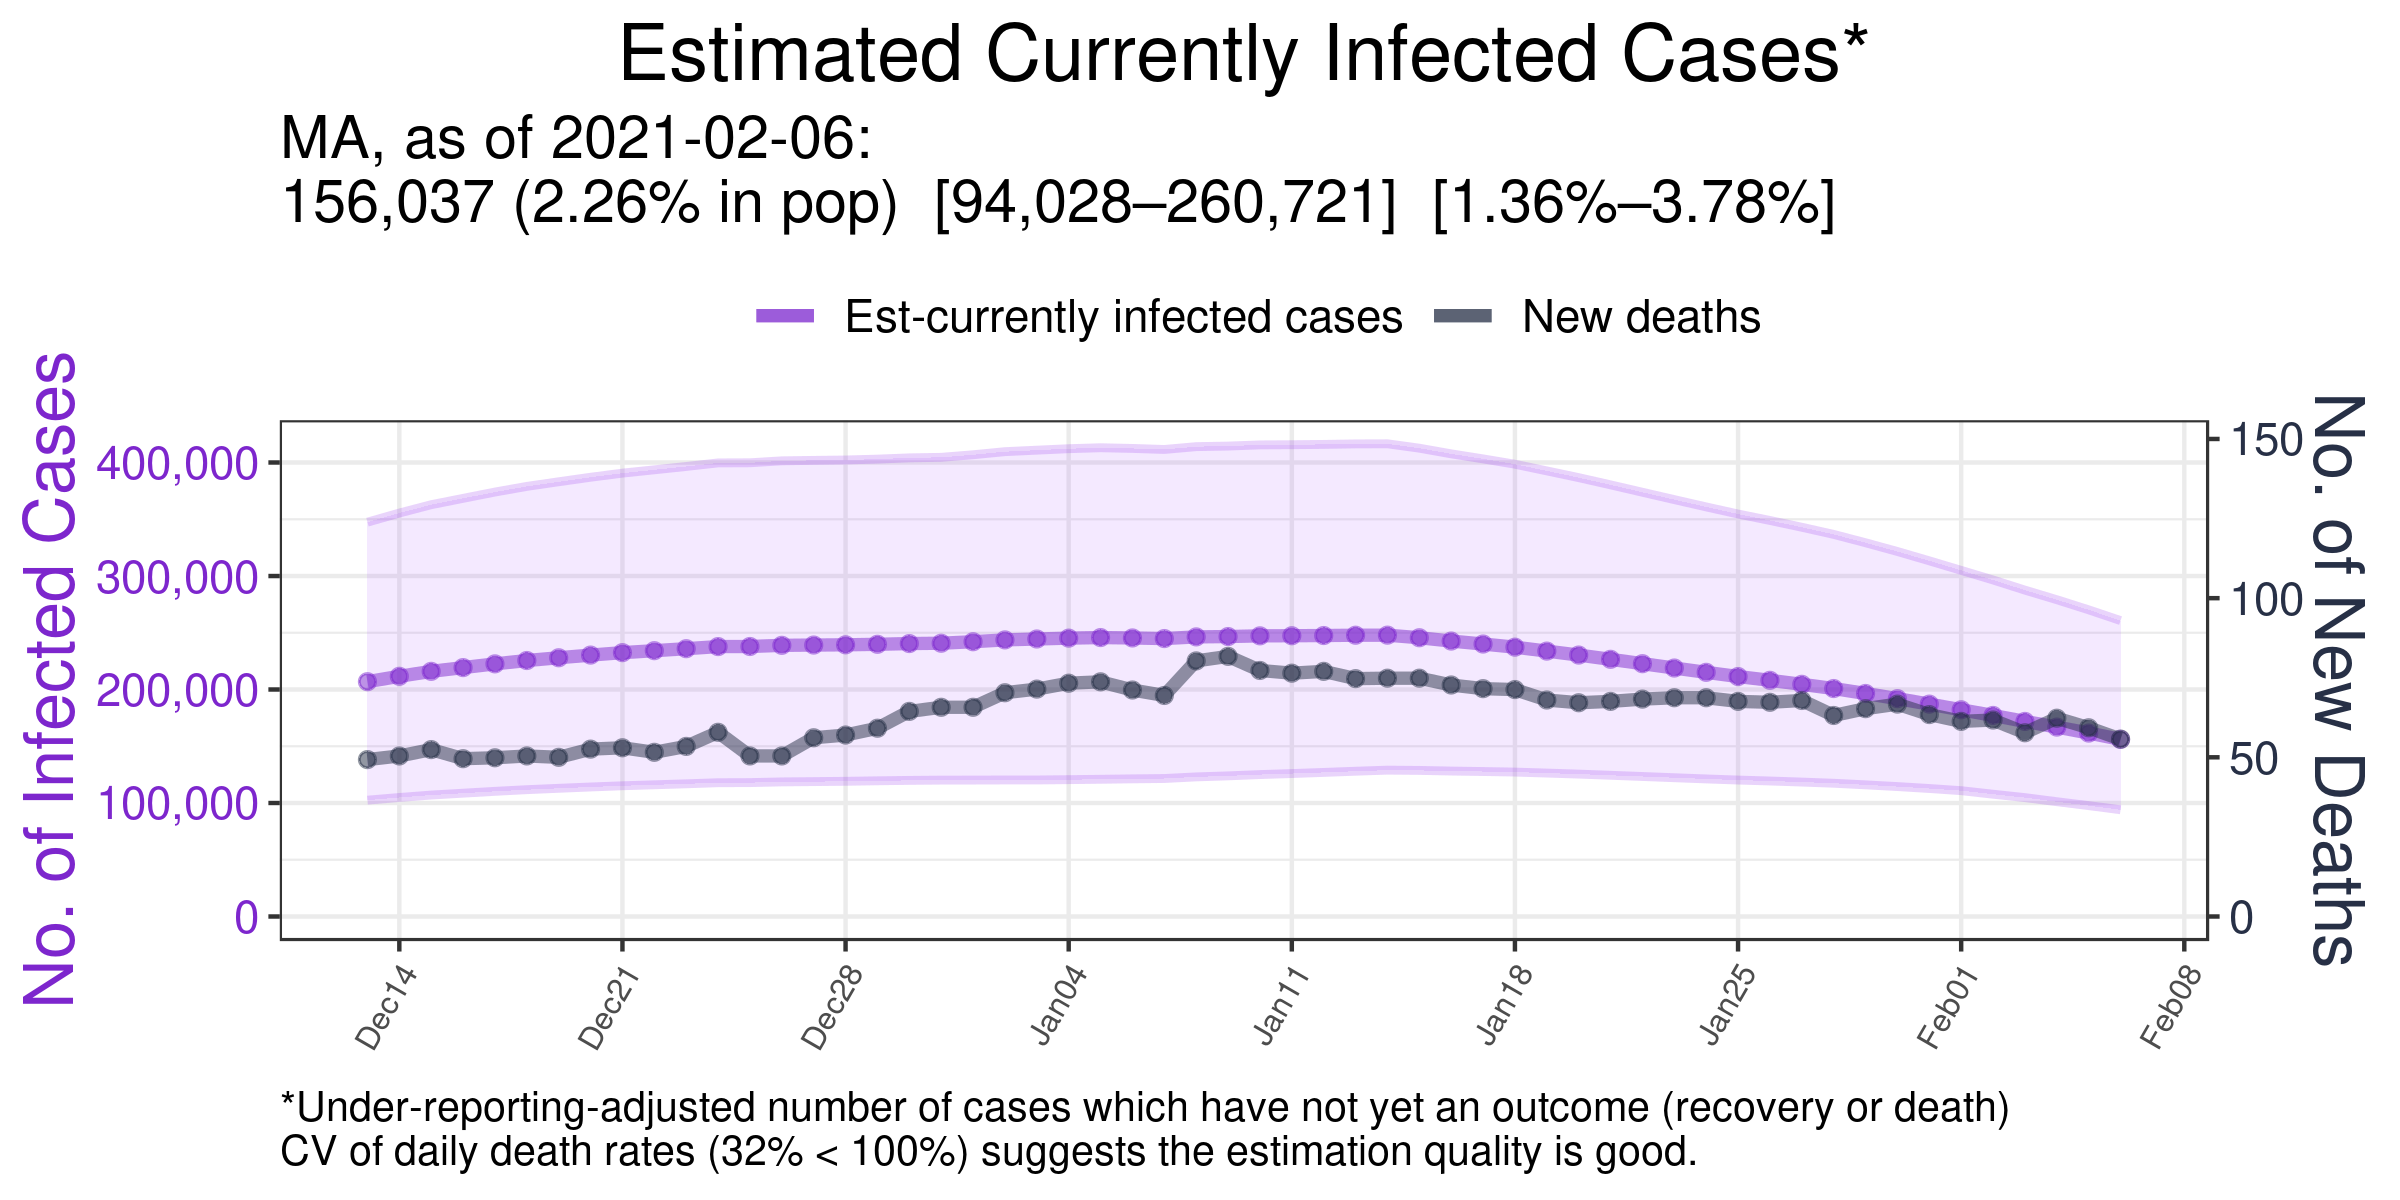 Estimated Currently Infected Cases*
MA, as of 2021-02-06:
156,037 (2.26% in pop)  [94,028–260,721]  [1.36%–3.78%]
Est-currently infected cases
New deaths
No. of Infected Cases
400,000
300,000
200,000
100,000
0
150
100
50
0
No. of New Deaths
Dec14
Dec21
Dec28
Jan04
Jan11
Jan18
Jan25
Feb01
Feb08
*Under-reporting-adjusted number of cases which have not yet an outcome (recovery or death)
CV of daily death rates (32% < 100%) suggests the estimation quality is good.